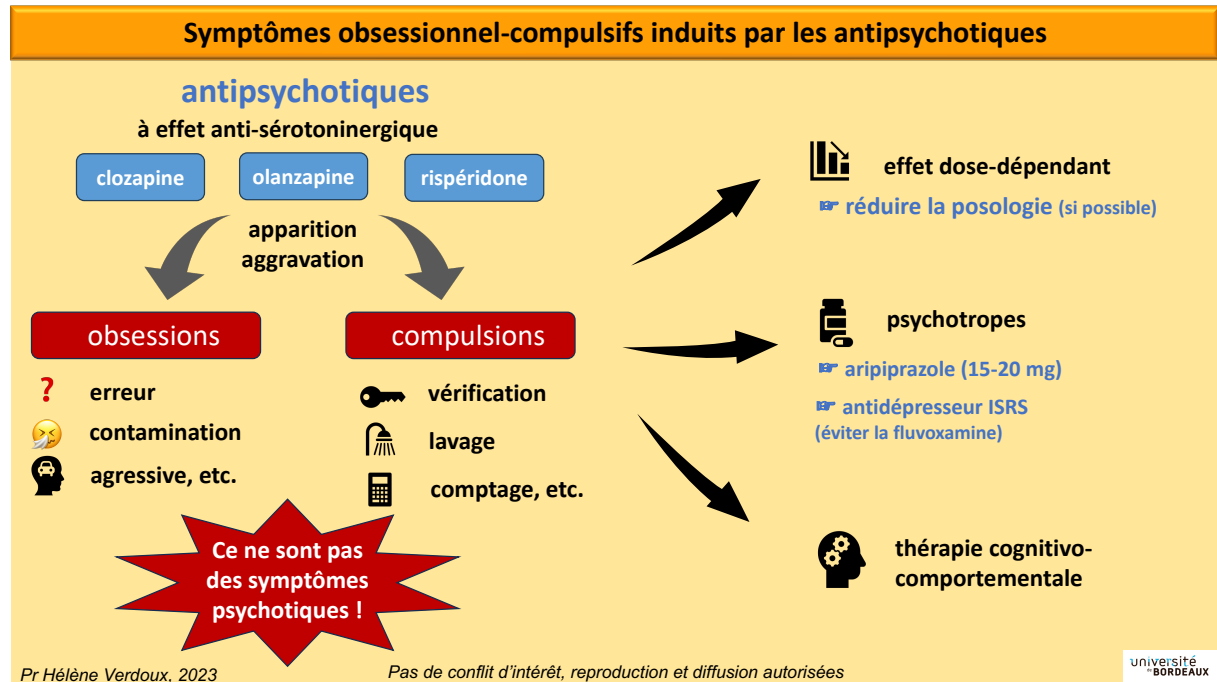 Symptômes obsessionnel-compulsifs induits par les antipsychotiques
antipsychotiques
à effet anti-sérotoninergique
clozapine
olanzapine
rispéridone
apparition
aggravation
obsessions
compulsions
? erreur
contamination
agressive, etc.
vérification
lavage
comptage, etc.
Ce ne sont pas
des symptômes
psychotiques !
effet dose-dépendant
☞ réduire la posologie (si possible)
psychotropes
☞ aripiprazole (15-20 mg)
☞ antidépresseur ISRS
(éviter la fluvoxamine)
thérapie cognitivo-
comportementale
Pr Hélène Verdoux, 2023
Pas de conflit d'intérêt, reproduction et diffusion autorisées
université
de BORDEAUX